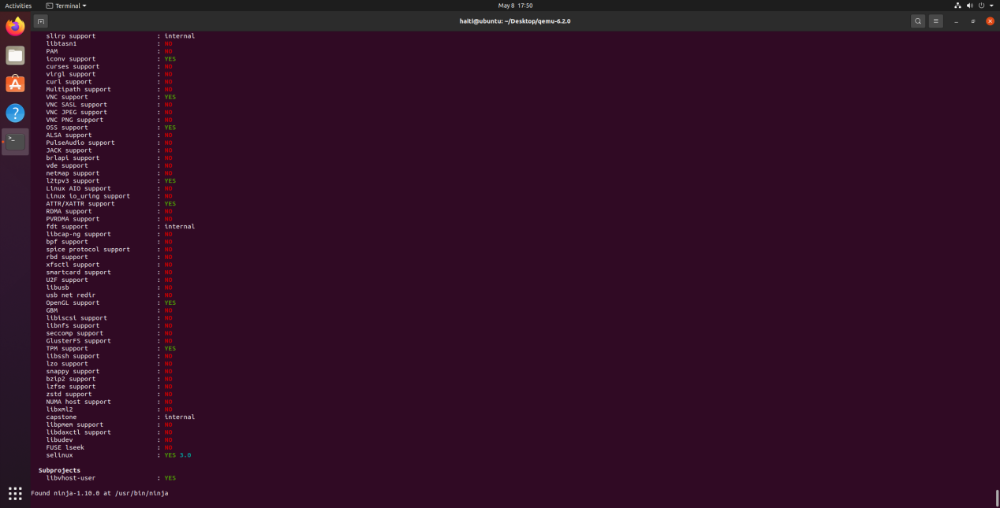 Activities Terminal May 8 17:50
haiti@ubuntu: ~/Desktop/qemu-6.2.0
slirp support : internal
libtasn1 : NO
PAM : NO
iconv support : YES
curses support : NO
virgl support : NO
curl support : NO
Multipath support : NO
VNC support : YES
VNC SASL support : NO
VNC JPEG support : NO
VNC PNG support : NO
OSS support : YES
ALSA support : NO
PulseAudio support : NO
JACK support : NO
brlapi support : NO
vde support : NO
netmap support : NO
l2tpv3 support : YES
Linux AIO support : NO
Linux io_uring support : NO
ATTR/XATTR support : YES
RDMA support : NO
PVRDMA support : NO
fdt support : internal
libcap-ng support : NO
bpf support : NO
spice protocol support : NO
rbd support : NO
xfsctl support : NO
smartcard support : NO
U2F support : NO
libusb : NO
usb net redir : NO
OpenGL support : YES
GBM : NO
libiscsi support : NO
libnfs support : NO
seccomp support : NO
GlusterFS support : NO
TPM support : YES
libssh support : NO
lzo support : NO
snappy support : NO
bzip2 support : NO
lzfse support : NO
zstd support : NO
NUMA host support : NO
libxml2 : NO
capstone : internal
libpmem support : NO
libdaxctl support : NO
libudev : NO
FUSE lseek : NO
selinux : YES 3.0
Subprojects
libvhost-user : YES
Found ninja-1.10.0 at /usr/bin/ninja